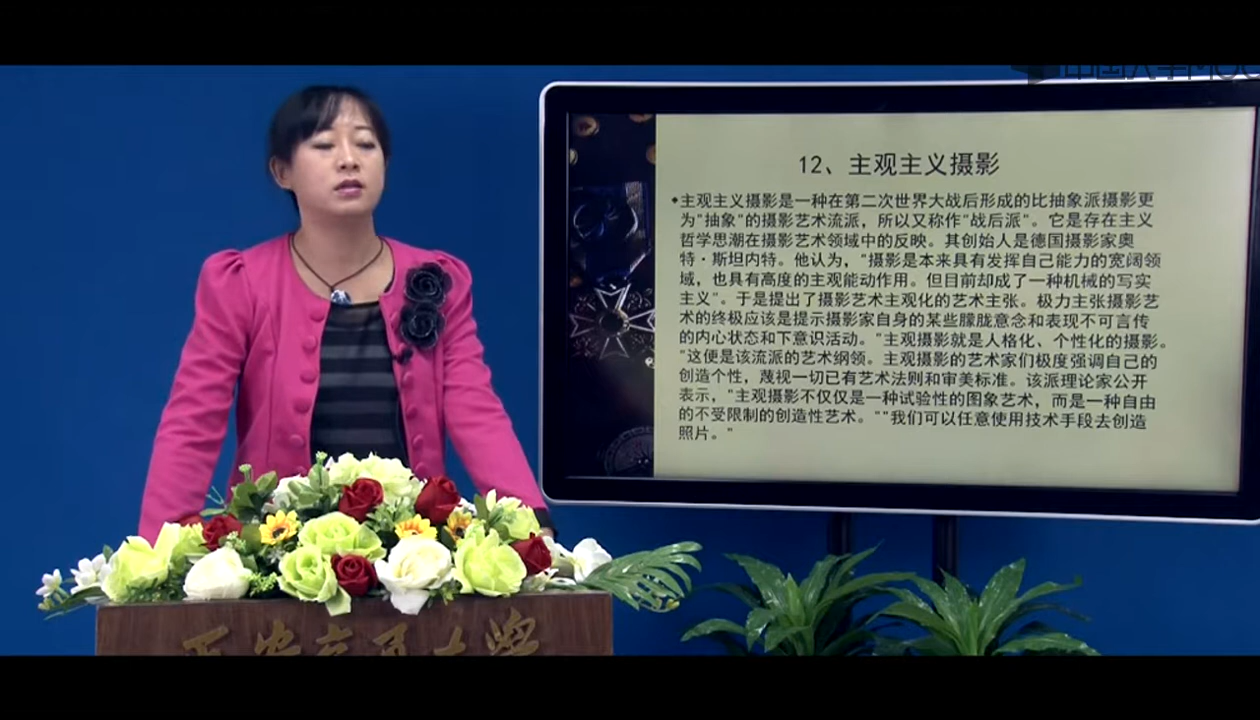 中国大学MOOC
12、主观主义摄影
•主观主义摄影是一种在第二次世界大战后形成的比抽象派摄影更
为"抽象"的摄影艺术流派，所以又称作"战后派"。它是存在主义
哲学思潮在摄影艺术领域中的反映。其创始人是德国摄影家奥
特·斯坦内特。他认为，"摄影是本来具有发挥自己能力的宽阔领
域，也具有高度的主观能动作用。但目前却成了一种机械的写实
主义"。于是提出了摄影艺术主观化的艺术主张。极力主张摄影艺
术的终极应该是提示摄影家自身的某些朦胧意念和表现不可言传
的内心状态和下意识活动。"主观摄影就是人格化、个性化的摄影。
"这便是该流派的艺术纲领。主观摄影的艺术家们极度强调自己的
创造个性，蔑视一切已有艺术法则和审美标准。该派理论家公开
表示，"主观摄影不仅仅是一种试验性的图象艺术，而是一种自由
的不受限制的创造性艺术。""我们可以任意使用技术手段去创造
照片。"
西安交通大学